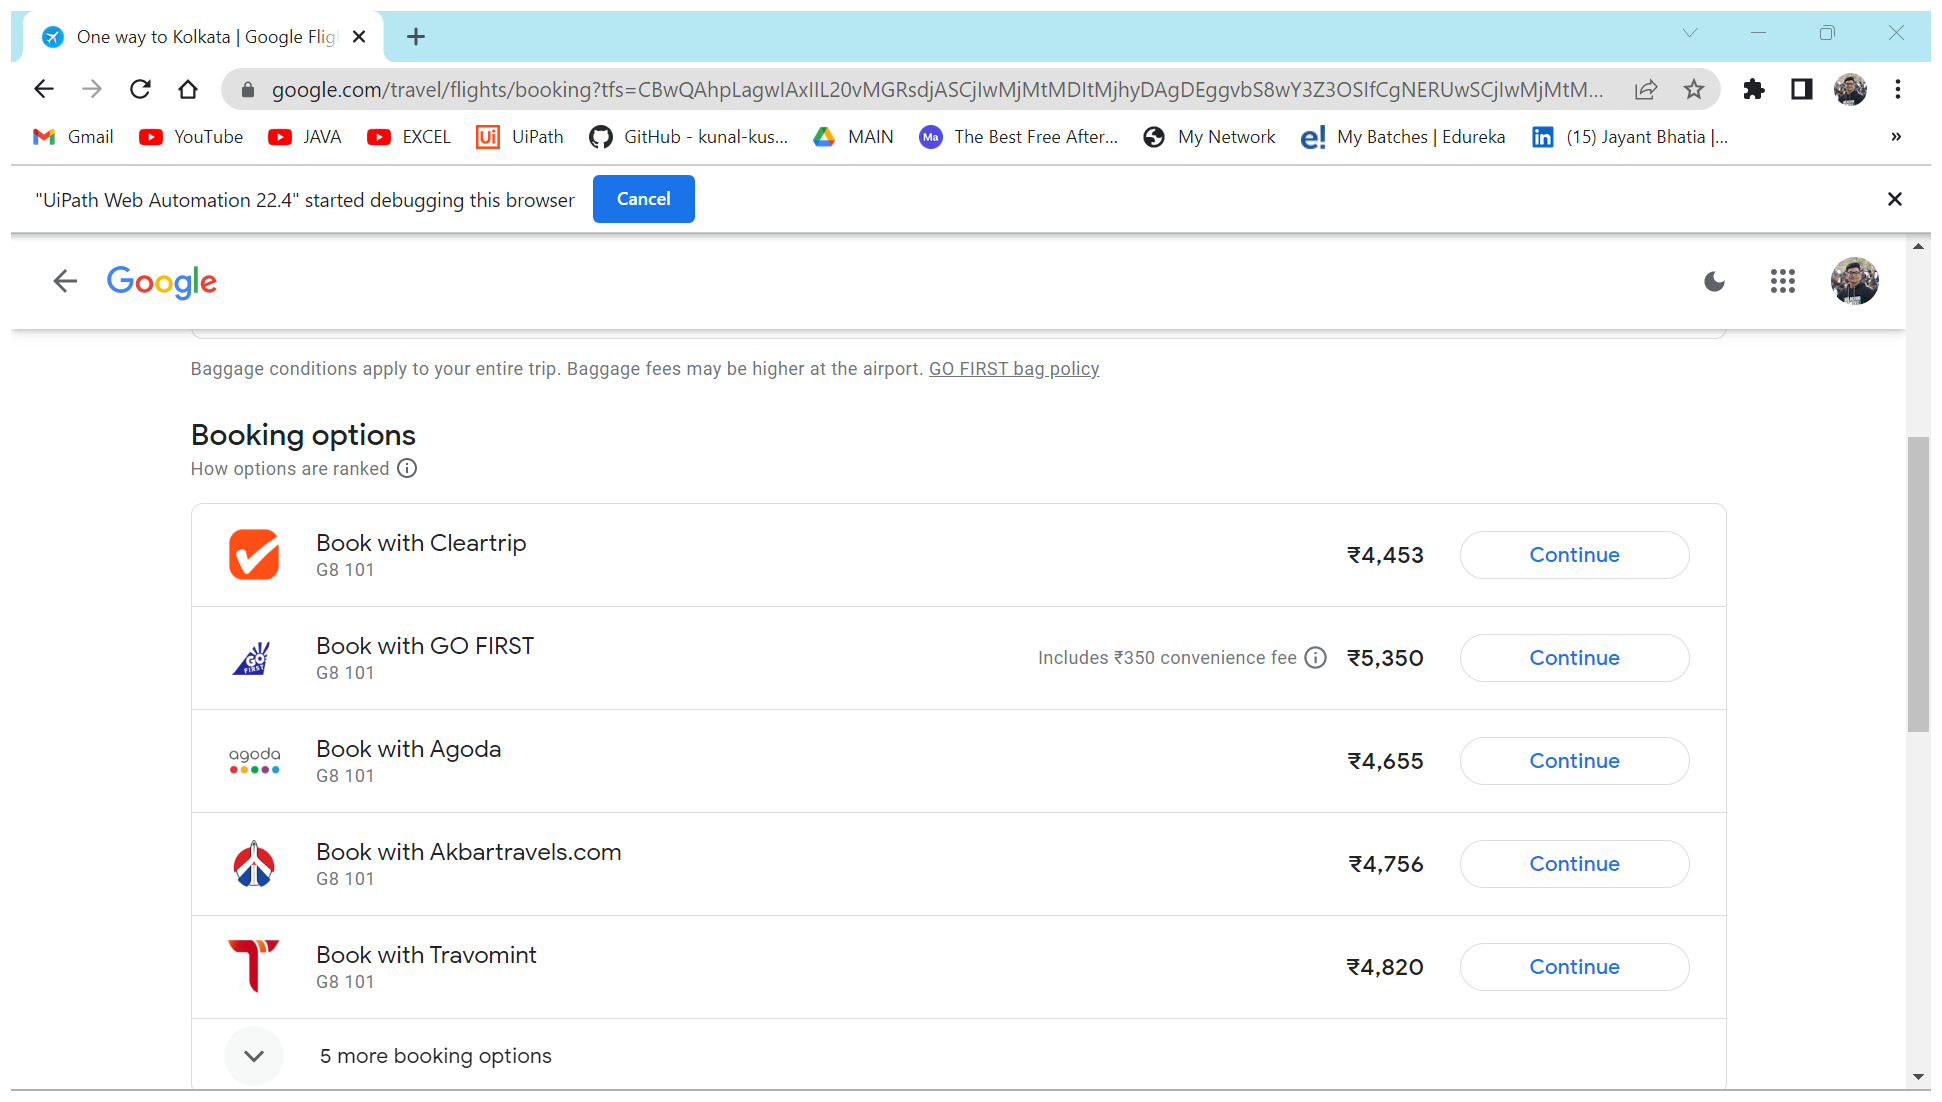 One way to Kolkata | Google Flig
google.com/travel/flights/booking?tfs=CBwQAhpLagwIAxIIL20vMGRsdjASCjIwMjMtMDItMjhyDAgDEggvbS8wY3Z3OSIfCgNERUwSCjIwMjMtM...
Gmail YouTube JAVA EXCEL Ui UiPath GitHub - kunal-kus... MAIN Ma The Best Free After... My Network e! My Batches | Edureka in (15) Jayant Bhatia |... »
"UiPath Web Automation 22.4" started debugging this browser Cancel
Google
Baggage conditions apply to your entire trip. Baggage fees may be higher at the airport. GO FIRST bag policy
Booking options
How options are ranked
Book with Cleartrip
G8 101
₹4,453 Continue
GO FIRST
Book with GO FIRST
G8 101
Includes ₹350 convenience fee ₹5,350 Continue
agoda
Book with Agoda
G8 101
₹4,655 Continue
Book with Akbartravels.com
G8 101
₹4,756 Continue
Book with Travomint
G8 101
₹4,820 Continue
5 more booking options